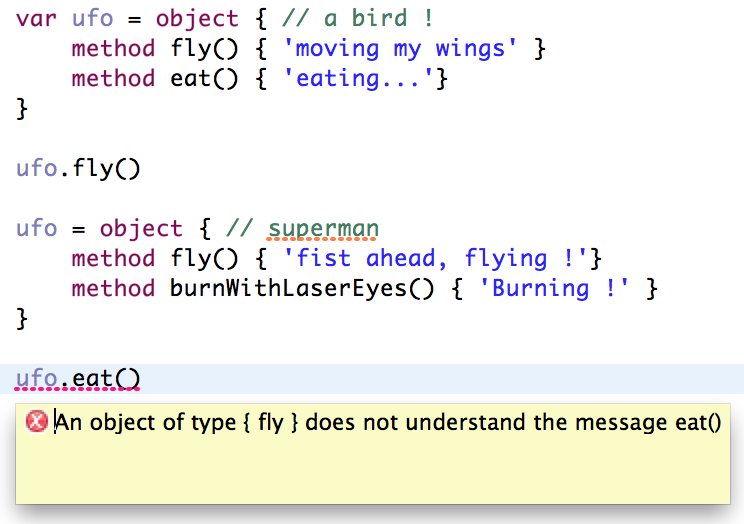 var ufo = object { // a bird !
    method fly() { 'moving my wings' }
    method eat() { 'eating...'}
}
ufo.fly()
ufo = object { // superman
    method fly() { 'fist ahead, flying !'}
    method burnWithLaserEyes() { 'Burning !' }
}
ufo.eat()
An object of type { fly } does not understand the message eat()